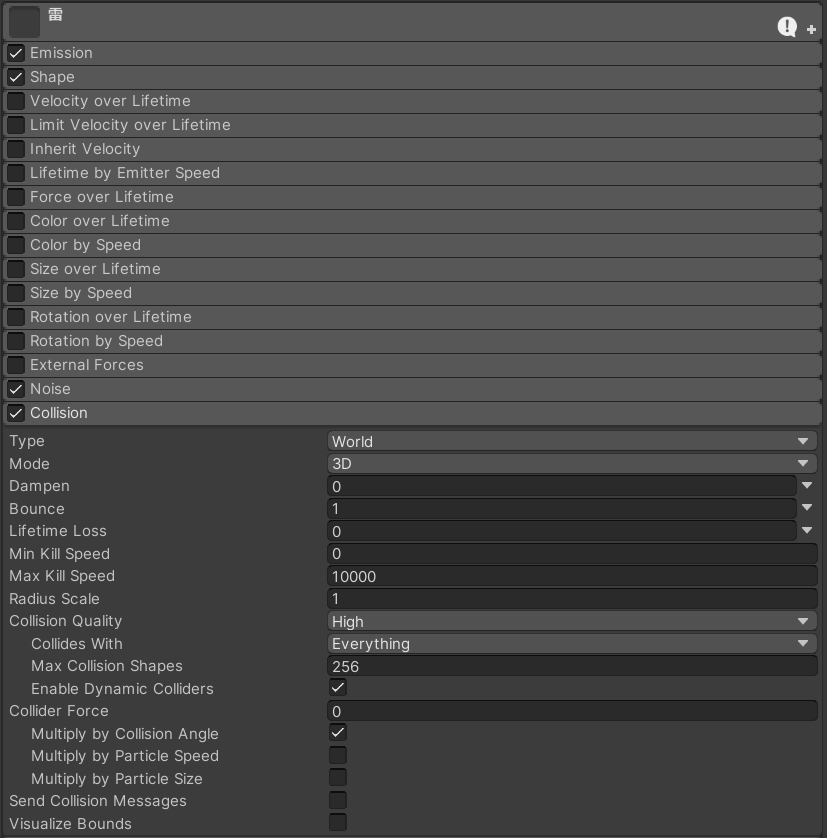 雷
Emission
Shape
Velocity over Lifetime
Limit Velocity over Lifetime
Inherit Velocity
Lifetime by Emitter Speed
Force over Lifetime
Color over Lifetime
Color by Speed
Size over Lifetime
Size by Speed
Rotation over Lifetime
Rotation by Speed
External Forces
Noise
Collision
Type World
Mode 3D
Dampen 0
Bounce 1
Lifetime Loss 0
Min Kill Speed 0
Max Kill Speed 10000
Radius Scale 1
Collision Quality High
Collides With Everything
Max Collision Shapes 256
Enable Dynamic Colliders
Collider Force 0
Multiply by Collision Angle
Multiply by Particle Speed
Multiply by Particle Size
Send Collision Messages
Visualize Bounds